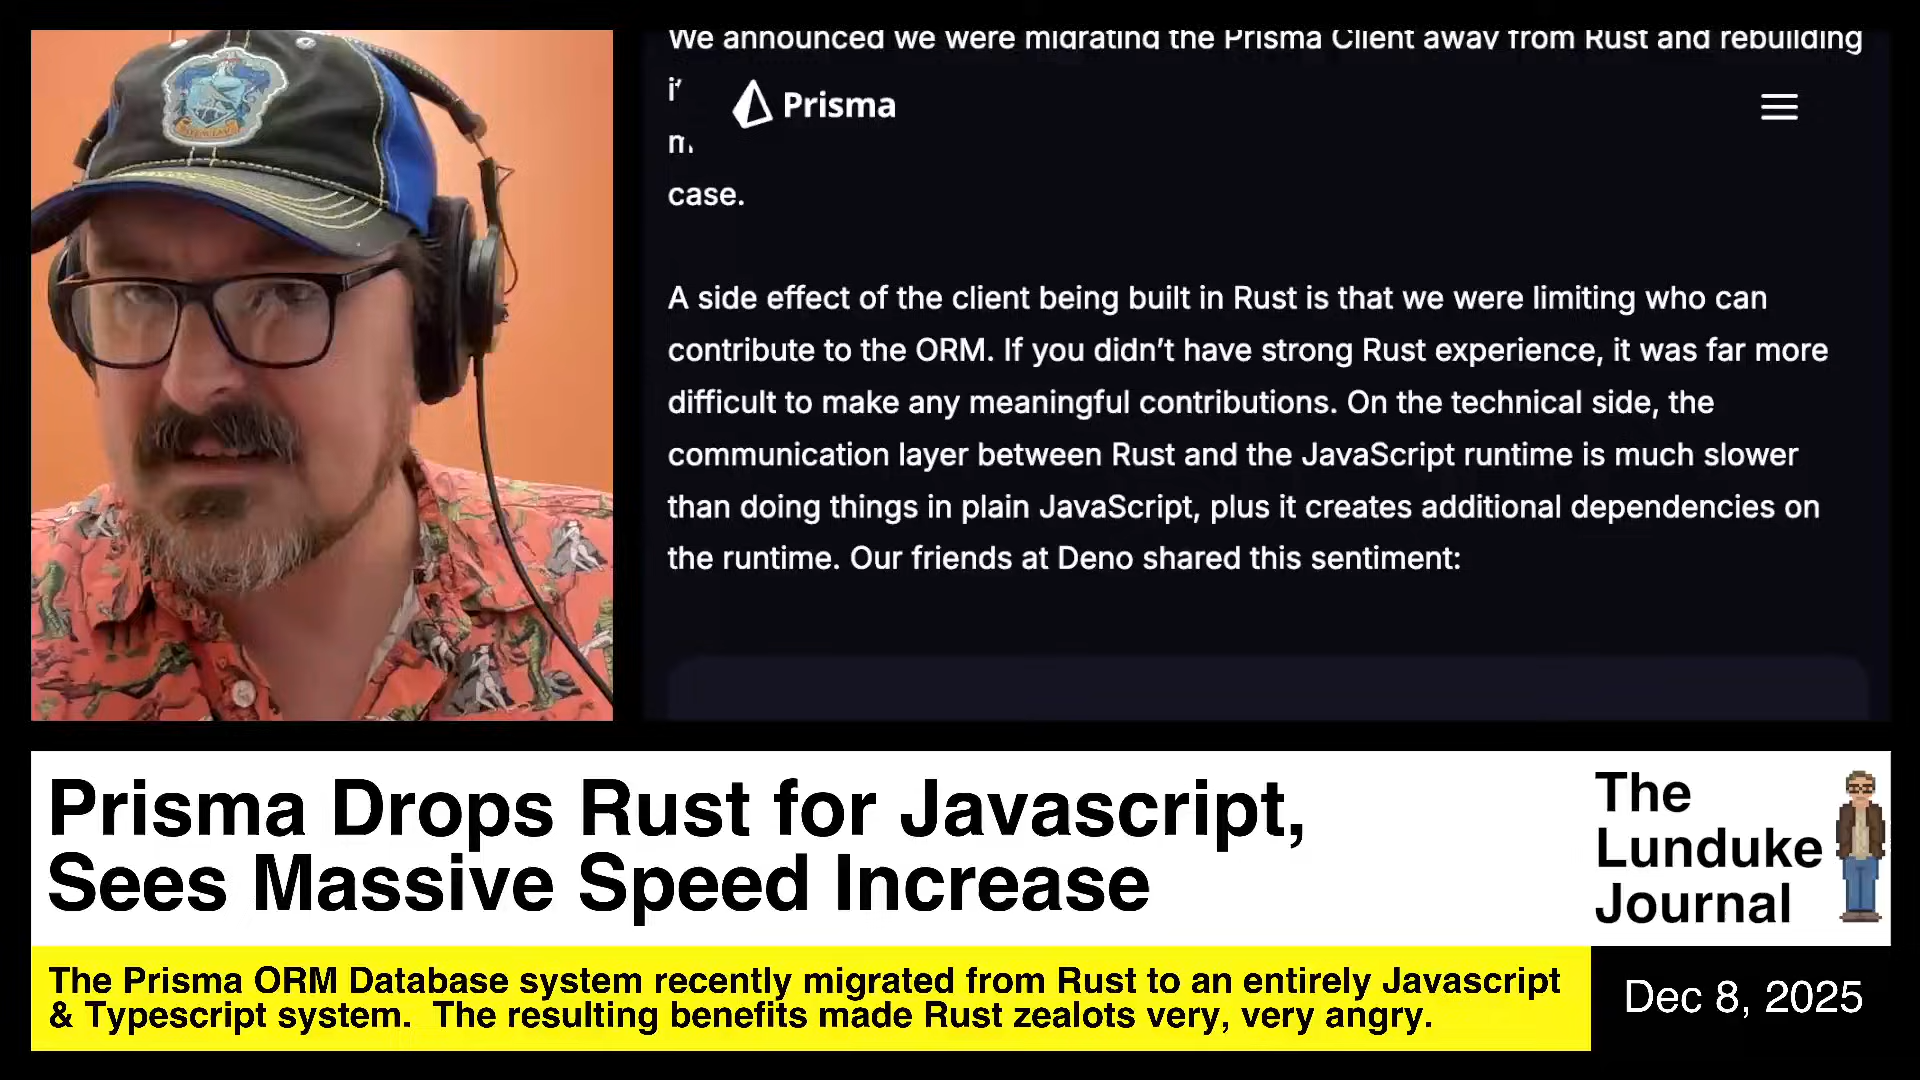 We announced we were migrating the Prisma Client away from Rust and rebuilding
Prisma
case.
A side effect of the client being built in Rust is that we were limiting who can
contribute to the ORM. If you didn't have strong Rust experience, it was far more
difficult to make any meaningful contributions. On the technical side, the
communication layer between Rust and the JavaScript runtime is much slower
than doing things in plain JavaScript, plus it creates additional dependencies on
the runtime. Our friends at Deno shared this sentiment:
Prisma Drops Rust for Javascript,
Sees Massive Speed Increase
The
Lunduke
Journal
The Prisma ORM Database system recently migrated from Rust to an entirely Javascript
& Typescript system.  The resulting benefits made Rust zealots very, very angry.
Dec 8, 2025